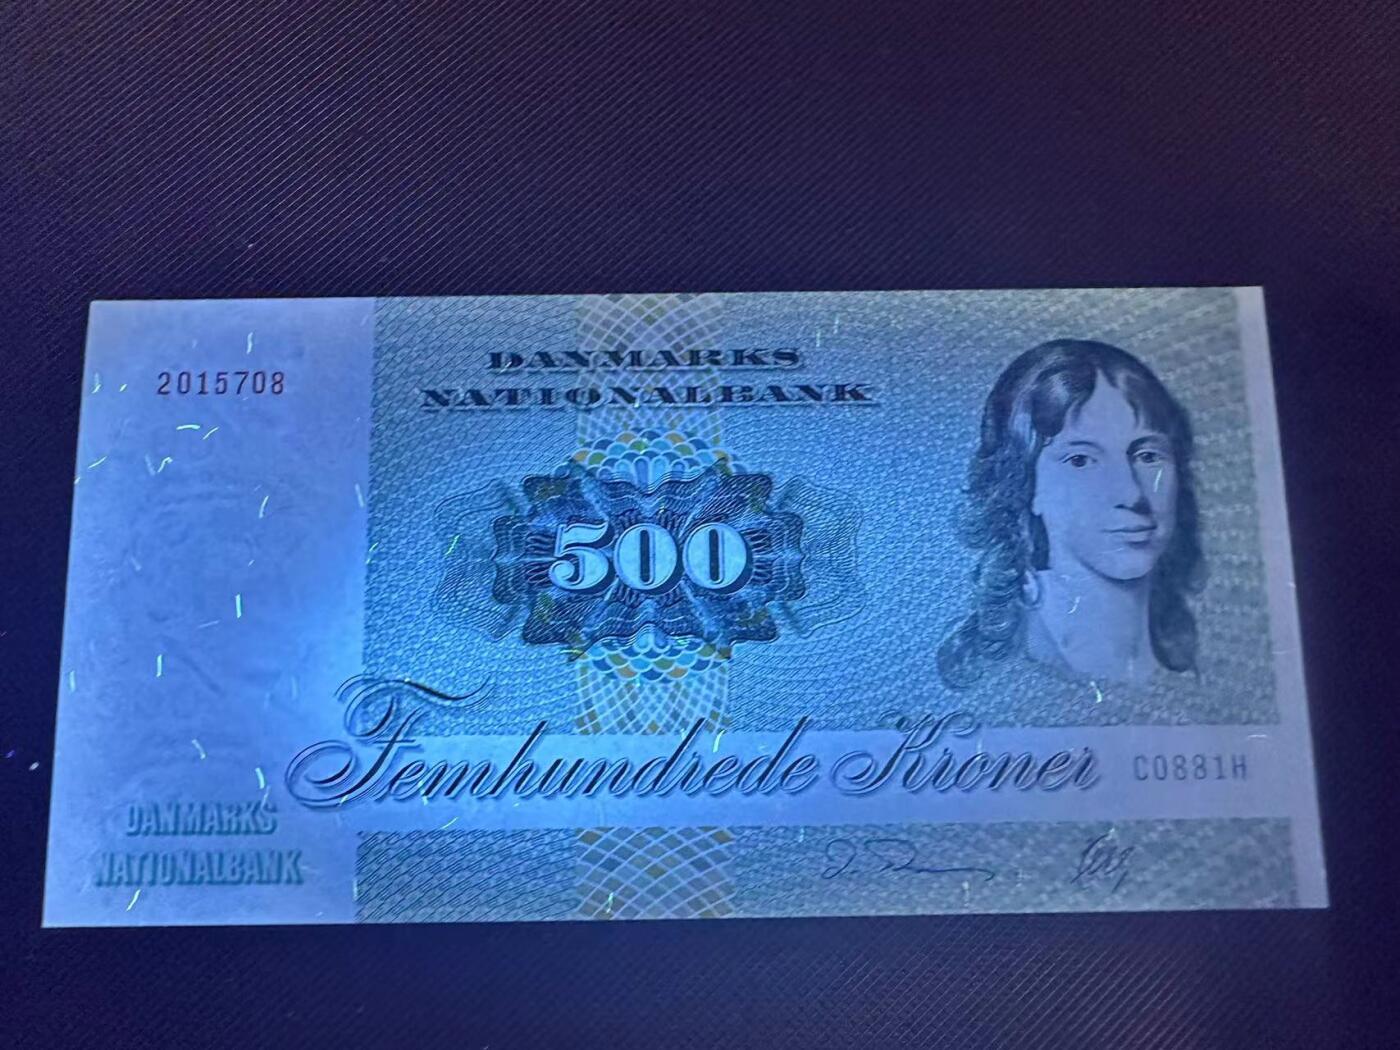 2015708
DANMARKS
NATIONALBANK
500
Femhundrede Kroner
C0881H
DANMARKS
NATIONALBANK